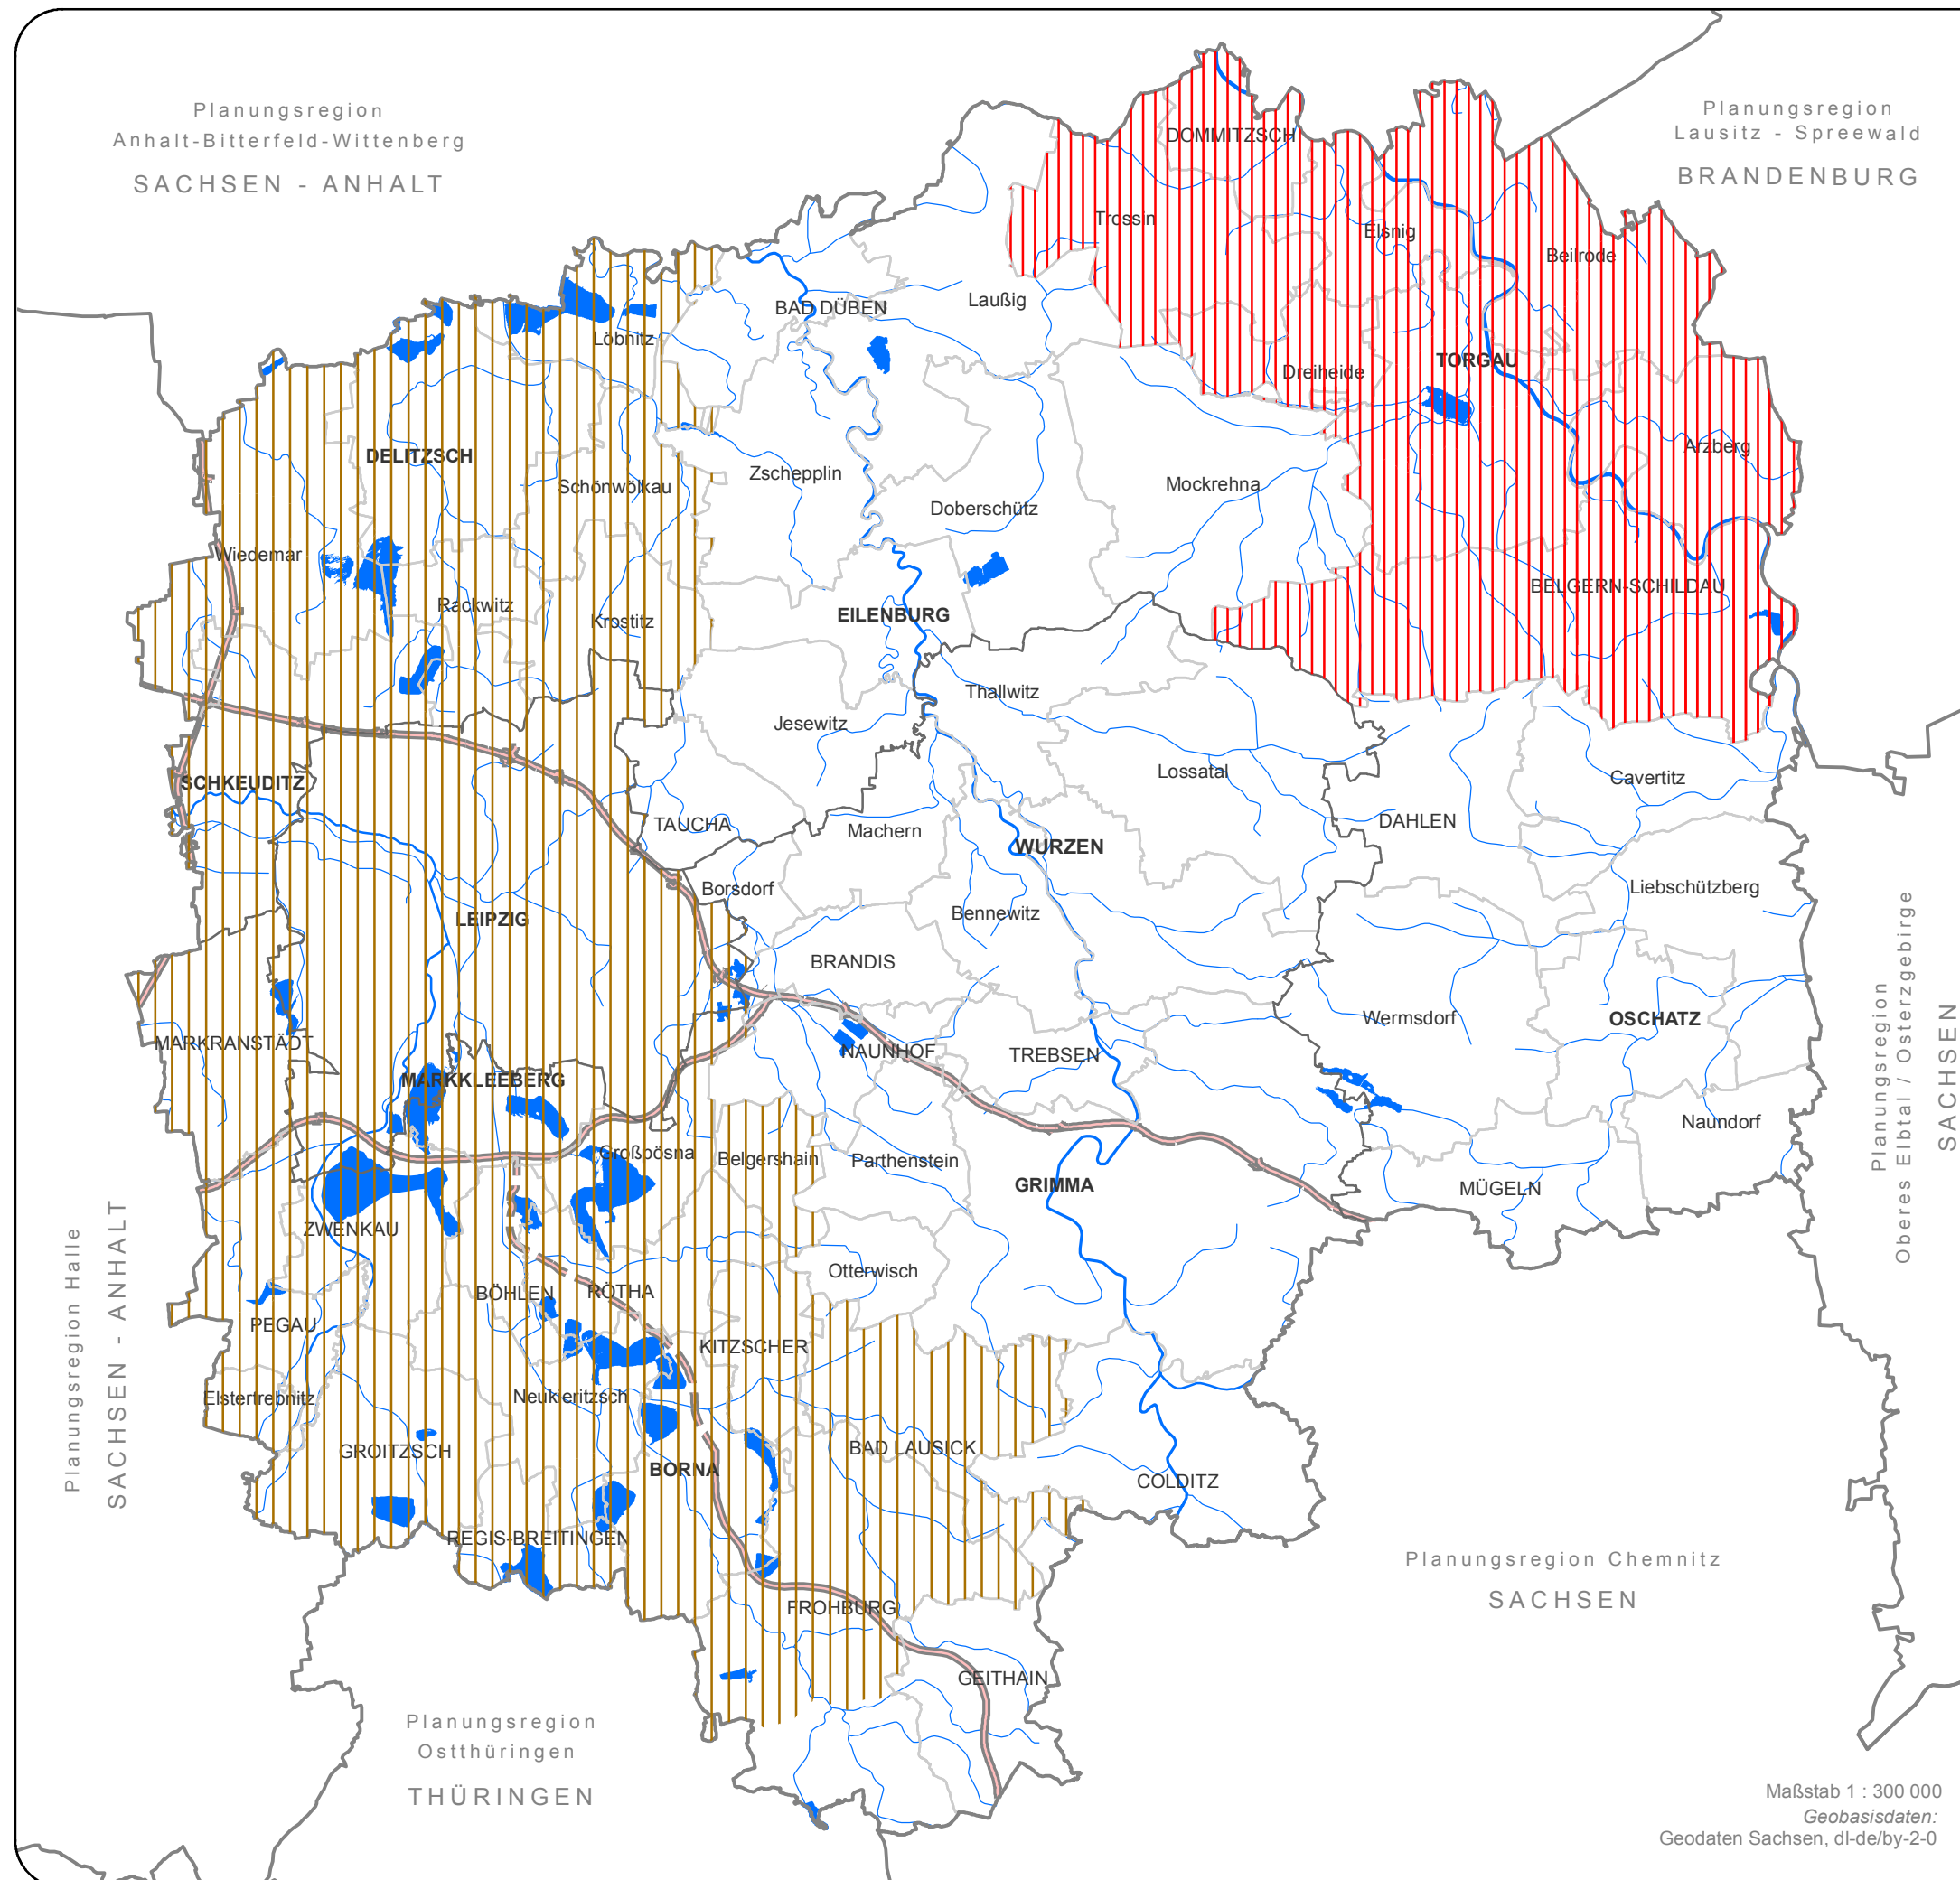 Planungsregion
Anhalt-Bitterfeld-Wittenberg
SACHSEN - ANHALT
Planungsregion
Lausitz - Spreewald
BRANDENBURG
DOMMITZSCH
Trossin
Elsnig
Beilrode
Laußig
BAD DÜBEN
Löbnitz
TORGAU
Dreiheide
Arzberg
DELITZSCH
Zschepplin
Schönwölkau
Mockrehna
Doberschütz
Wiedemar
BELGERN-SCHILDAU
Rackwitz
Krostitz
EILENBURG
Thallwitz
Jesewitz
Lossatal
Cavertitz
SCHKEUDITZ
TAUCHA
Machern
DAHLEN
WURZEN
Borsdorf
Liebschützberg
LEIPZIG
Bennewitz
BRANDIS
Wermsdorf
OSCHATZ
MARKRANSTÄDT
NAUNHOF
TREBSEN
MARKKLEEBERG
Naundorf
Großbösna
Belgershain
Parthenstein
GRIMMA
MÜGELN
ZWENKAU
Otterwisch
BÖHLEN
RÖTHA
PEGAU
KITZSCHER
Elstertrebnitz
Neukieritzsch
GROITZSCH
BAD LAUSICK
BORNA
COLDITZ
REGIS-BREITINGEN
FROHBURG
GEITHAIN
Planungsregion Halle
SACHSEN - ANHALT
Planungsregion
Oberes Elbtal / Osterzgebirge
SACHSEN
Planungsregion Chemnitz
SACHSEN
Planungsregion
Ostthüringen
THÜRINGEN
Maßstab 1 : 300 000
Geobasisdaten:
Geodaten Sachsen, dl-de/by-2-0